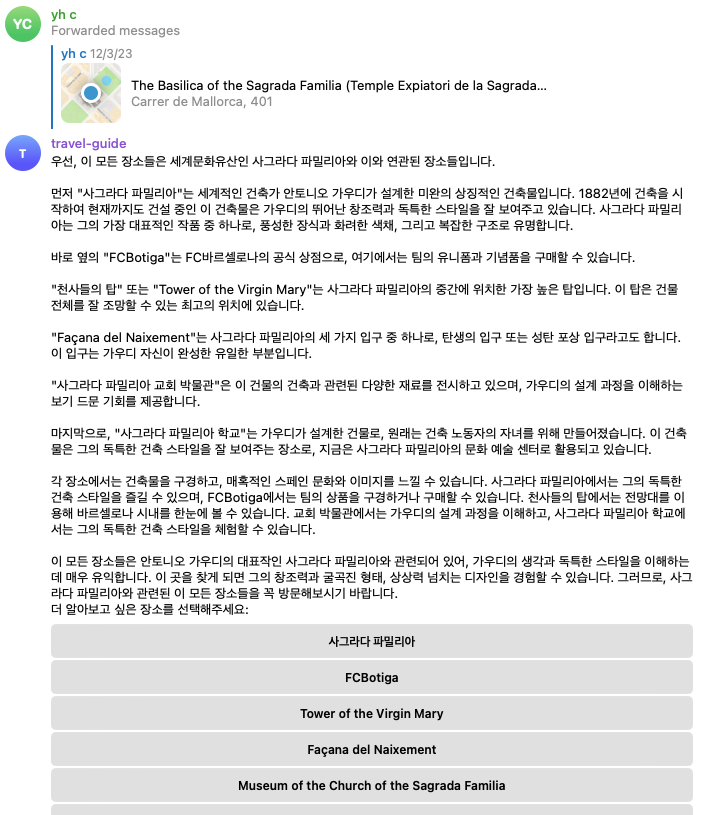 YC
yh c
Forwarded messages
yh c 12/3/23
The Basilica of the Sagrada Familia (Temple Expiatori de la Sagrada...
Carrer de Mallorca, 401
T
travel-guide
우선, 이 모든 장소들은 세계문화유산인 사그라다 파밀리아와 이와 연관된 장소들입니다.
먼저 "사그라다 파밀리아"는 세계적인 건축가 안토니오 가우디가 설계한 미완의 상징적인 건축물입니다. 1882년에 건축을 시
작하여 현재까지도 건설 중인 이 건축물은 가우디의 뛰어난 창조력과 독특한 스타일을 잘 보여주고 있습니다. 사그라다 파밀리
아는 그의 가장 대표적인 작품 중 하나로, 풍성한 장식과 화려한 색채, 그리고 복잡한 구조로 유명합니다.
바로 옆의 "FCBotiga"는 FC바르셀로나의 공식 상점으로, 여기에서는 팀의 유니폼과 기념품을 구매할 수 있습니다.
"천사들의 탑" 또는 "Tower of the Virgin Mary"는 사그라다 파밀리아의 중간에 위치한 가장 높은 탑입니다. 이 탑은 건물
전체를 잘 조망할 수 있는 최고의 위치에 있습니다.
"Façana del Naixement"는 사그라다 파밀리아의 세 가지 입구 중 하나로, 탄생의 입구 또는 성탄 포상 입구라고도 합니다.
이 입구는 가우디 자신이 완성한 유일한 부분입니다.
"사그라다 파밀리아 교회 박물관"은 이 건물의 건축과 관련된 다양한 재료를 전시하고 있으며, 가우디의 설계 과정을 이해하는
보기 드문 기회를 제공합니다.
마지막으로, "사그라다 파밀리아 학교"는 가우디가 설계한 건물로, 원래는 건축 노동자의 자녀를 위해 만들어졌습니다. 이 건축
물은 그의 독특한 건축 스타일을 잘 보여주는 장소로, 지금은 사그라다 파밀리아의 문화 예술 센터로 활용되고 있습니다.
각 장소에서는 건축물을 구경하고, 매혹적인 스페인 문화와 이미지를 느낄 수 있습니다. 사그라다 파밀리아에서는 그의 독특한
건축 스타일을 즐길 수 있으며, FCBotiga에서는 팀의 상품을 구경하거나 구매할 수 있습니다. 천사들의 탑에서는 전망대를 이
용해 바르셀로나 시내를 한눈에 볼 수 있습니다. 교회 박물관에서는 가우디의 설계 과정을 이해하고, 사그라다 파밀리아 학교에
서는 그의 독특한 건축 스타일을 체험할 수 있습니다.
이 모든 장소들은 안토니오 가우디의 대표작인 사그라다 파밀리아와 관련되어 있어, 가우디의 생각과 독특한 스타일을 이해하는
데 매우 유익합니다. 이 곳을 찾게 되면 그의 창조력과 굴곡진 형태, 상상력 넘치는 디자인을 경험할 수 있습니다. 그러므로, 사그
라다 파밀리아와 관련된 이 모든 장소들을 꼭 방문해보시기 바랍니다.
더 알아보고 싶은 장소를 선택해주세요:
사그라다 파밀리아
FCBotiga
Tower of the Virgin Mary
Façana del Naixement
Museum of the Church of the Sagrada Familia